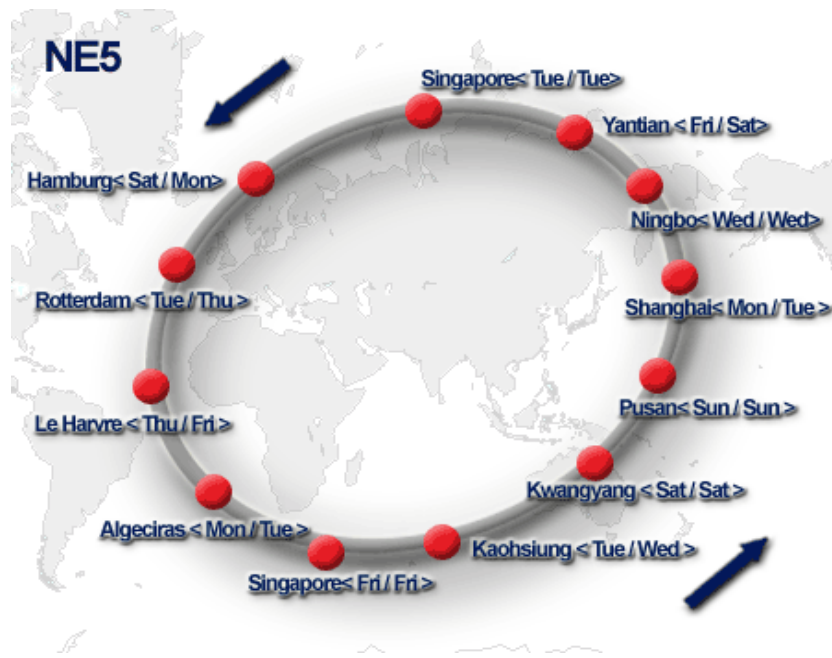 NE5
Singapore< Tue / Tue>
Yantian < Fri / Sat>
Hamburg< Sat / Mon>
Ningbo< Wed / Wed>
Rotterdam < Tue / Thu >
Shanghai< Mon / Tue >
Pusan< Sun / Sun >
Le Harvre < Thu / Fri >
Kwangyang < Sat / Sat >
Algeciras < Mon / Tue >
Kaohsiung < Tue / Wed >
Singapore< Fri / Fri >